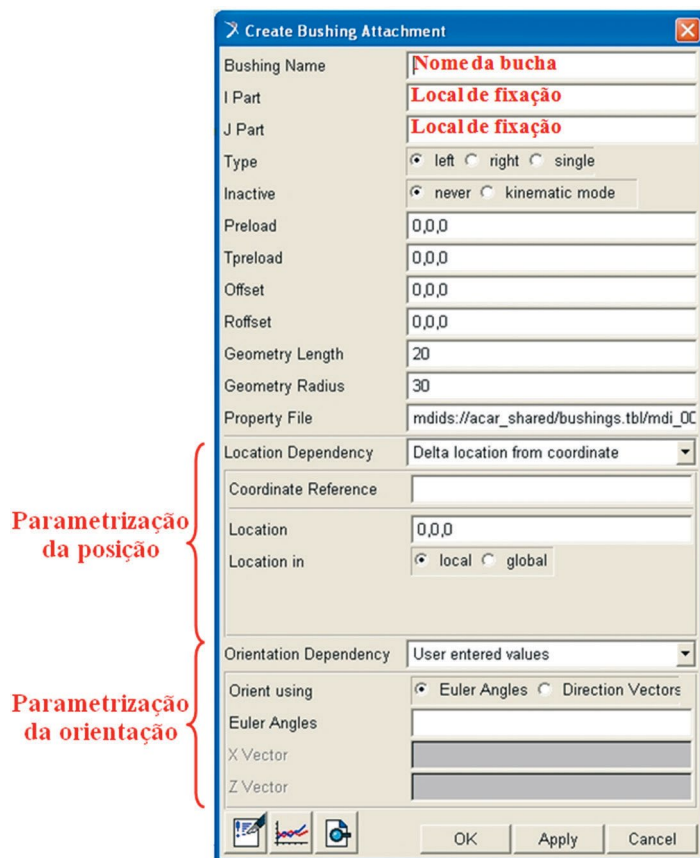 Create Bushing Attachment
Bushing Name Nome da bucha
I Part Local de fixação
J Part Local de fixação
Type left right single
Inactive never kinematic mode
Preload 0,0,0
Tpreload 0,0,0
Offset 0,0,0
Roffset 0,0,0
Geometry Length 20
Geometry Radius 30
Property File mdids://acar_shared/bushings.tbl/mdi_00
Location Dependency Delta location from coordinate
Coordinate Reference
Parametrização
da posição
Location 0,0,0
Location in local global
Orientation Dependency User entered values
Parametrização
da orientação
Orient using Euler Angles Direction Vectors
Euler Angles
X Vector
Z Vector
OK Apply Cancel